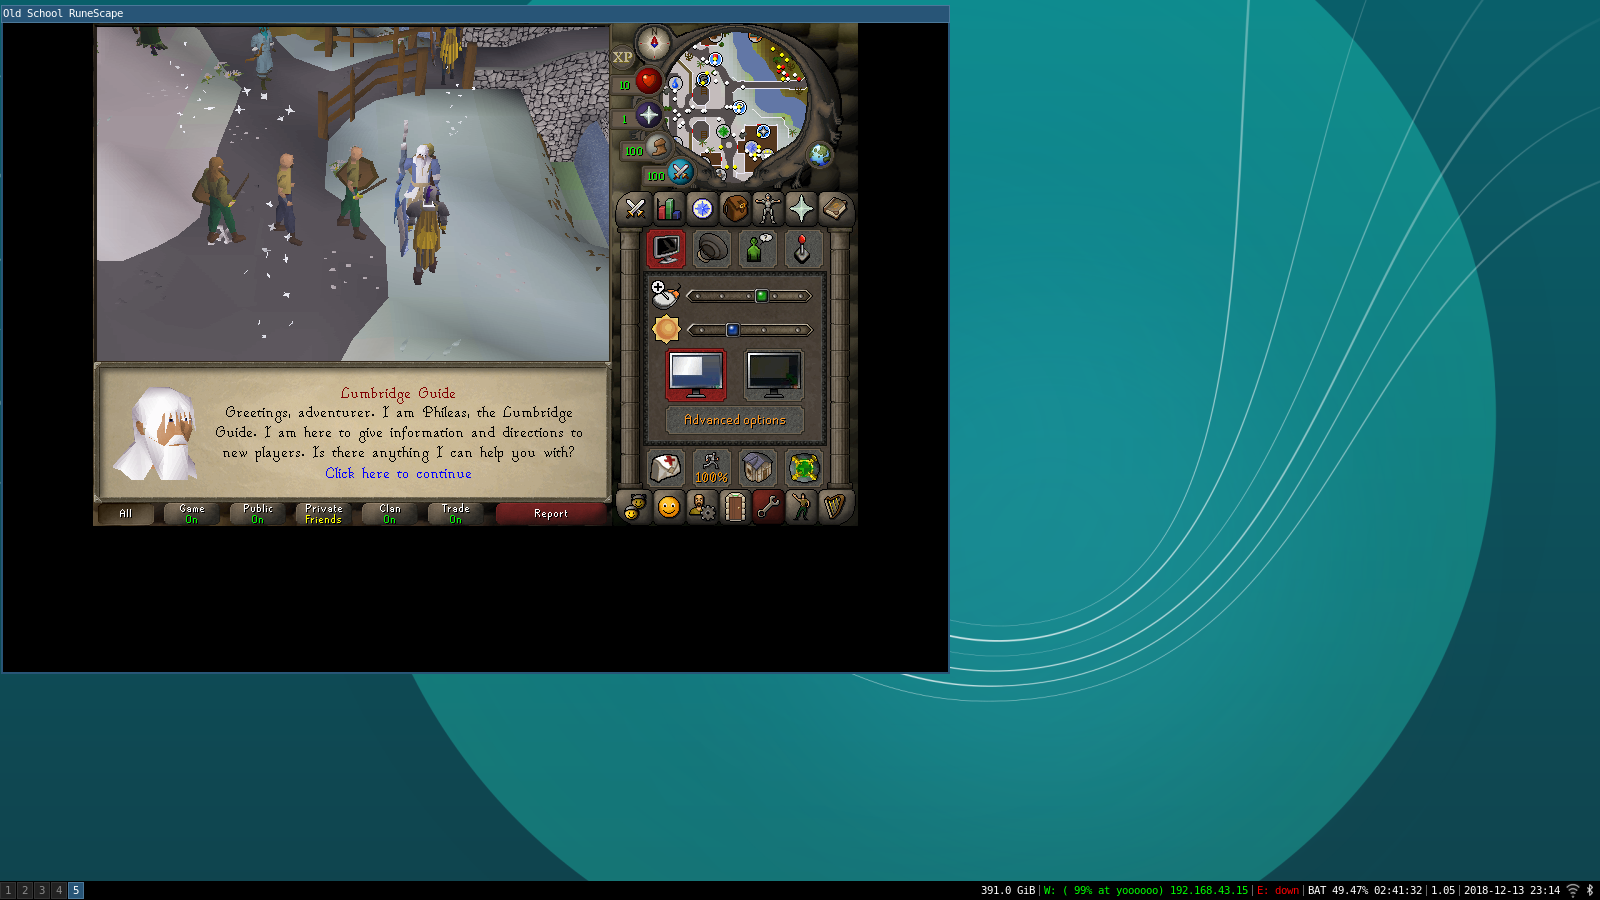 Old School RuneScape
N
XP
10
1
100
100
Lumbridge Guide
Greetings, adventurer. I am Phileas, the Lumbridge
Guide. I am here to give information and directions to
new players. Is there anything I can help you with?
Click here to continue
Advanced options
100%
All
Game
On
Public
On
Private
Friends
Clan
On
Trade
On
Report
1 2 3 4 5
391.0 GiB|W: ( 99% at yoooooo) 192.168.43.15|E: down|BAT 49.47% 02:41:32|1.05|2018-12-13 23:14